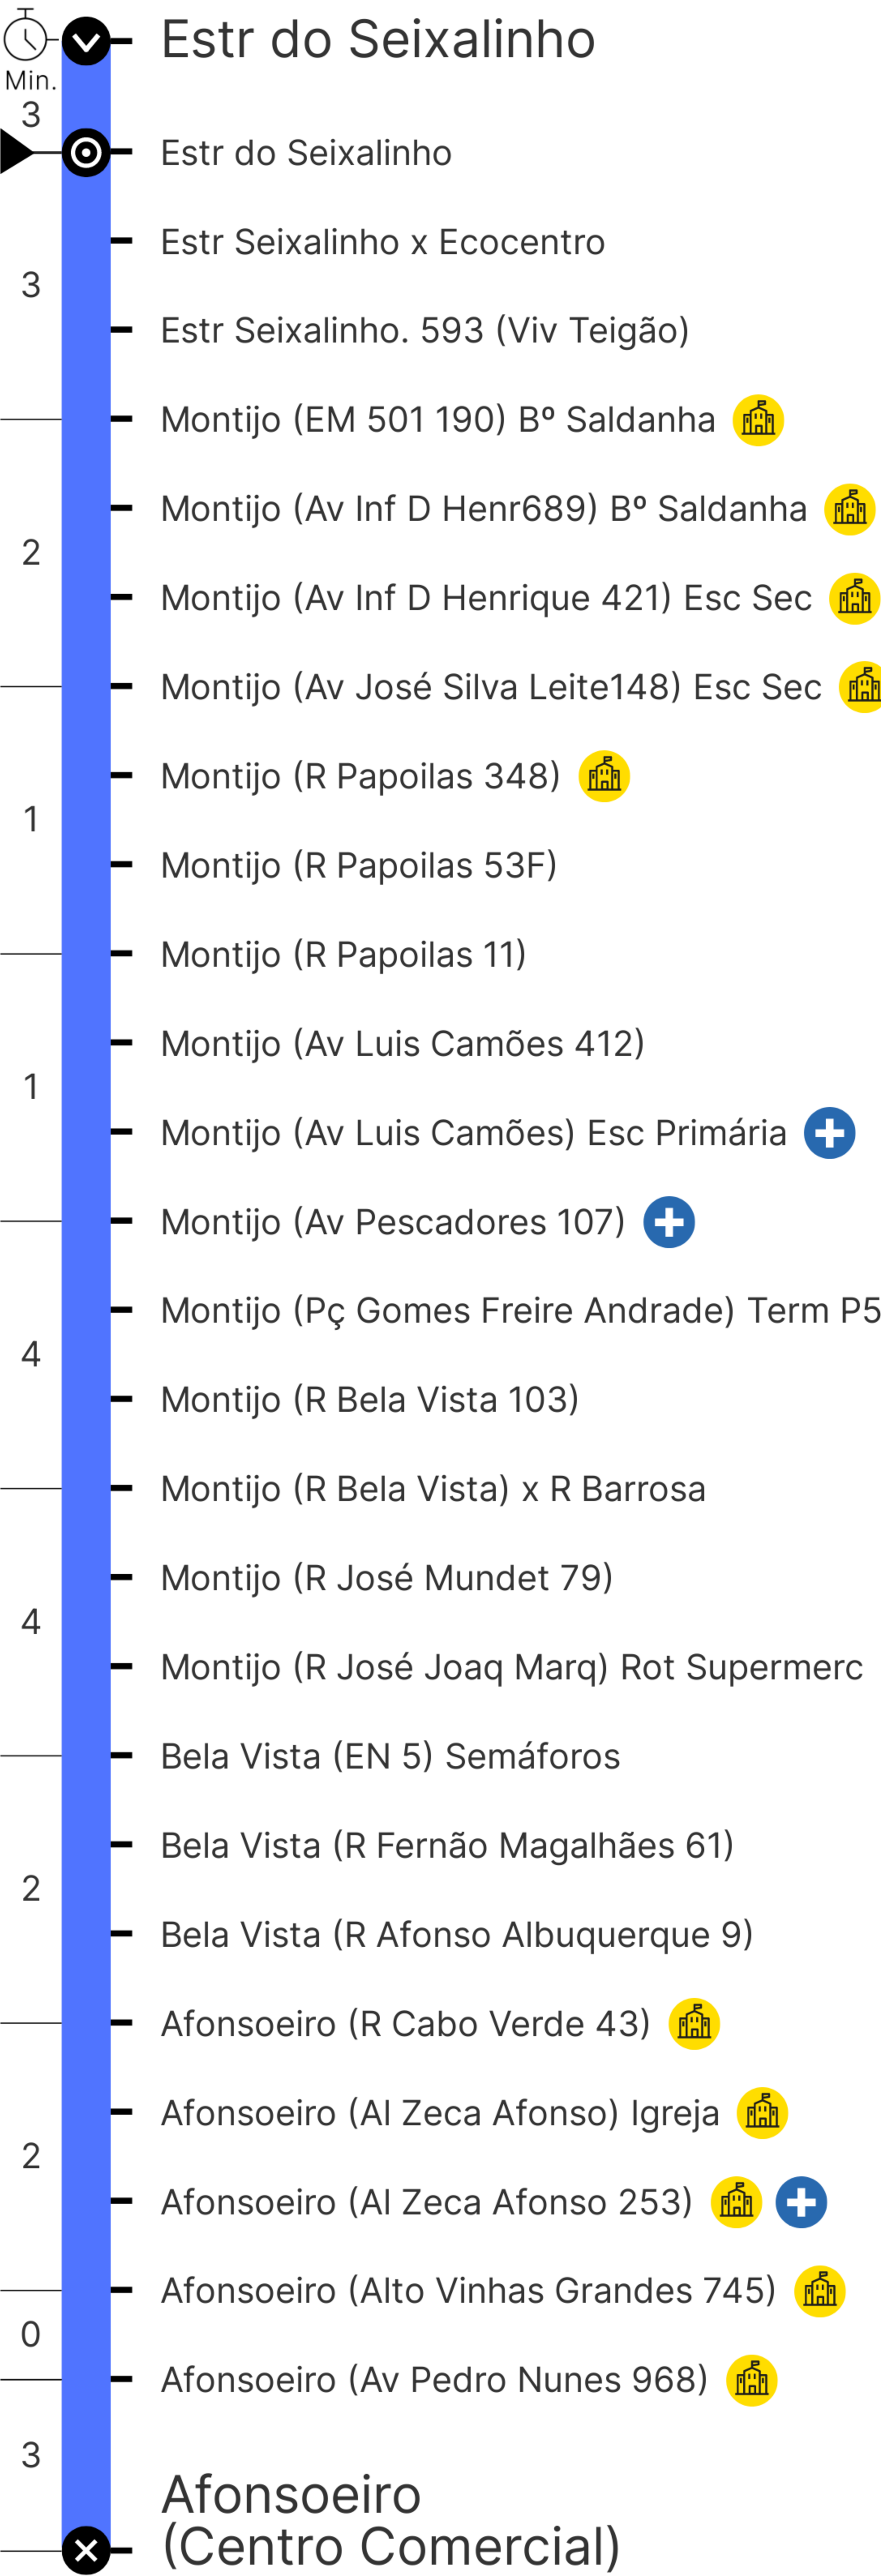 Estr do Seixalinho
Min.
3
Estr do Seixalinho
Estr Seixalinho x Ecocentro
3
Estr Seixalinho. 593 (Viv Teigão)
Montijo (EM 501 190) Bº Saldanha
Montijo (Av Inf D Henr689) Bº Saldanha
2
Montijo (Av Inf D Henrique 421) Esc Sec
Montijo (Av José Silva Leite148) Esc Sec
Montijo (R Papoilas 348)
1
Montijo (R Papoilas 53F)
Montijo (R Papoilas 11)
Montijo (Av Luis Camões 412)
1
Montijo (Av Luis Camões) Esc Primária
Montijo (Av Pescadores 107)
Montijo (Pç Gomes Freire Andrade) Term P5
4
Montijo (R Bela Vista 103)
Montijo (R Bela Vista) x R Barrosa
Montijo (R José Mundet 79)
4
Montijo (R José Joaq Marq) Rot Supermerc
Bela Vista (EN 5) Semáforos
Bela Vista (R Fernão Magalhães 61)
2
Bela Vista (R Afonso Albuquerque 9)
Afonsoeiro (R Cabo Verde 43)
Afonsoeiro (Al Zeca Afonso) Igreja
2
Afonsoeiro (Al Zeca Afonso 253)
Afonsoeiro (Alto Vinhas Grandes 745)
0
Afonsoeiro (Av Pedro Nunes 968)
3
Afonsoeiro
(Centro Comercial)